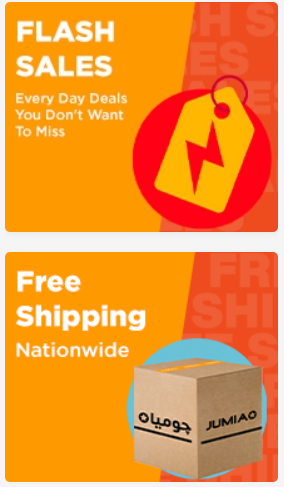 FLASH
SALES
Every Day Deals
You Don't Want
To Miss
Free
Shipping
Nationwide
جوميا
JUMIA